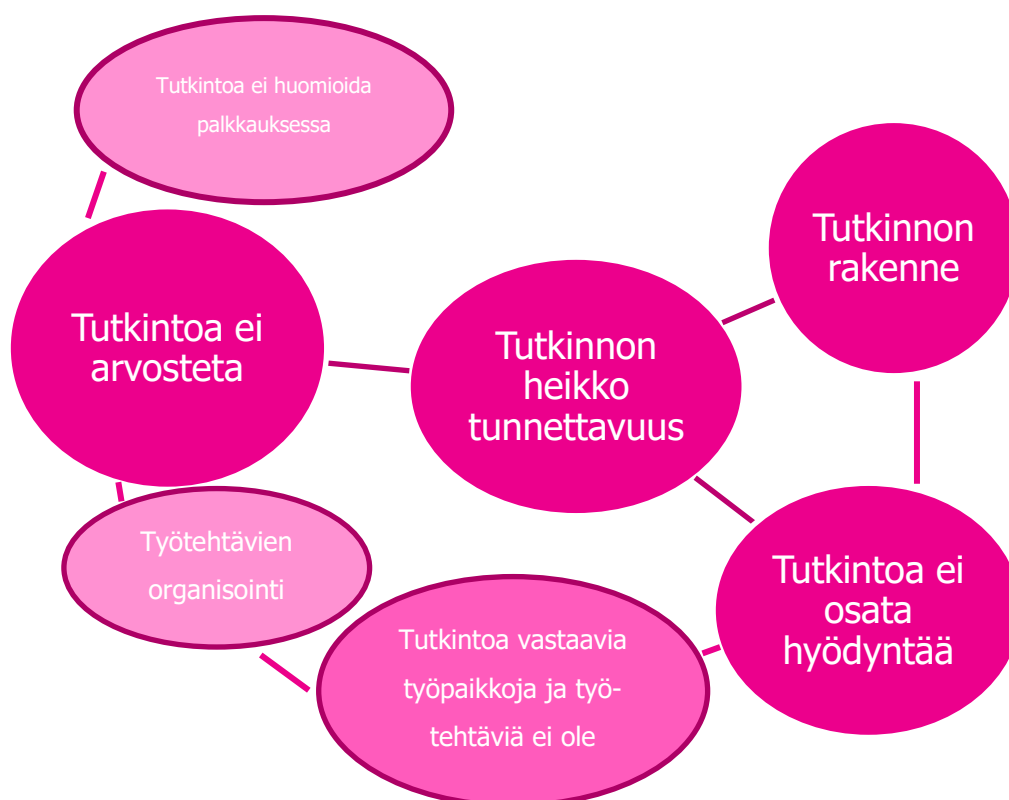 Tutkintoa ei huomioida
palkkauksessa
Tutkinnon
rakenne
Tutkintoa ei
arvosteta
Tutkinnon
heikko
tunnettavuus
Työtehtävien
organisointi
Tutkintoa ei
osata
hyödyntää
Tutkintoa vastaavia
työpaikkoja ja työ-
tehtäviä ei ole